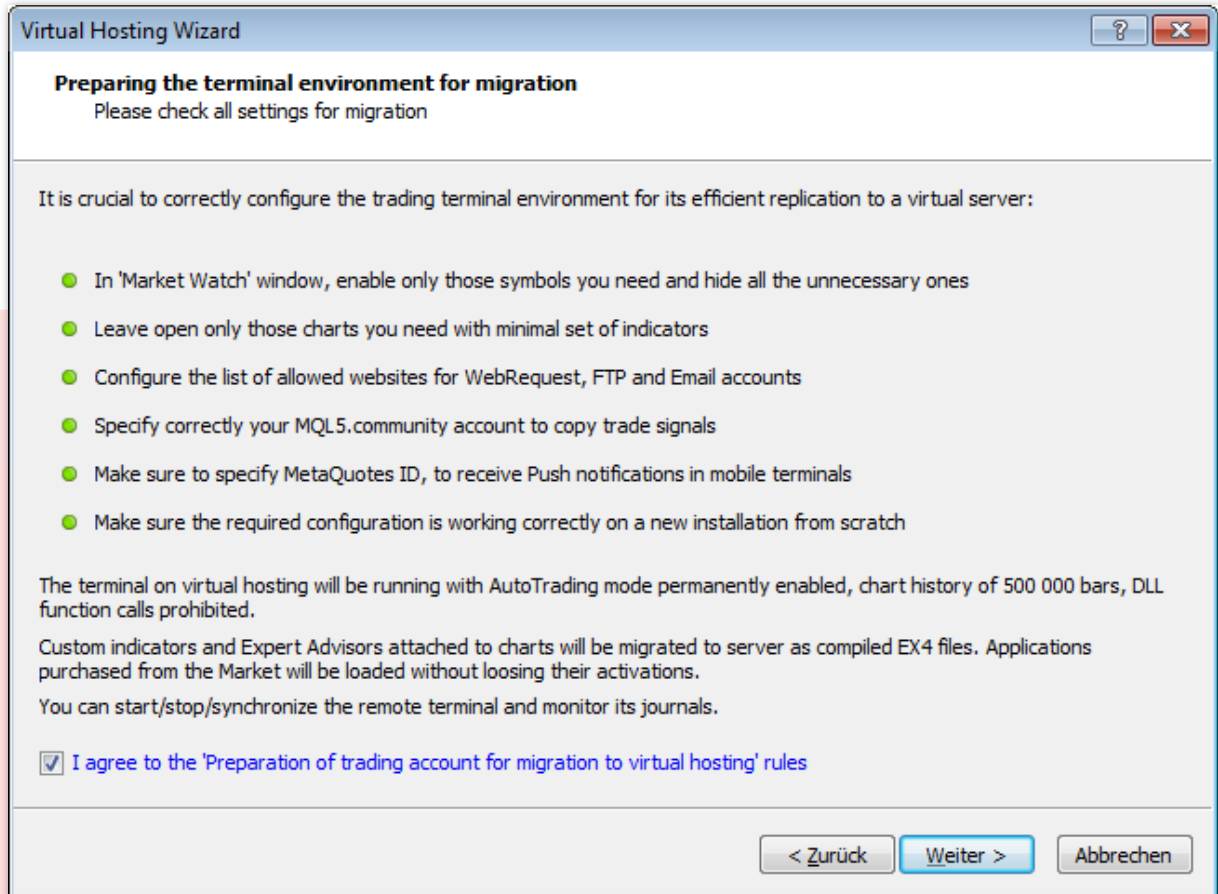 Virtual Hosting Wizard
?
Preparing the terminal environment for migration
Please check all settings for migration
It is crucial to correctly configure the trading terminal environment for its efficient replication to a virtual server:
In 'Market Watch' window, enable only those symbols you need and hide all the unnecessary ones
Leave open only those charts you need with minimal set of indicators
Configure the list of allowed websites for WebRequest, FTP and Email accounts
Specify correctly your MQL5.community account to copy trade signals
Make sure to specify MetaQuotes ID, to receive Push notifications in mobile terminals
Make sure the required configuration is working correctly on a new installation from scratch
The terminal on virtual hosting will be running with AutoTrading mode permanently enabled, chart history of 500 000 bars, DLL
function calls prohibited.
Custom indicators and Expert Advisors attached to charts will be migrated to server as compiled EX4 files. Applications
purchased from the Market will be loaded without loosing their activations.
You can start/stop/synchronize the remote terminal and monitor its journals.
I agree to the 'Preparation of trading account for migration to virtual hosting' rules
< Zurück Weiter > Abbrechen